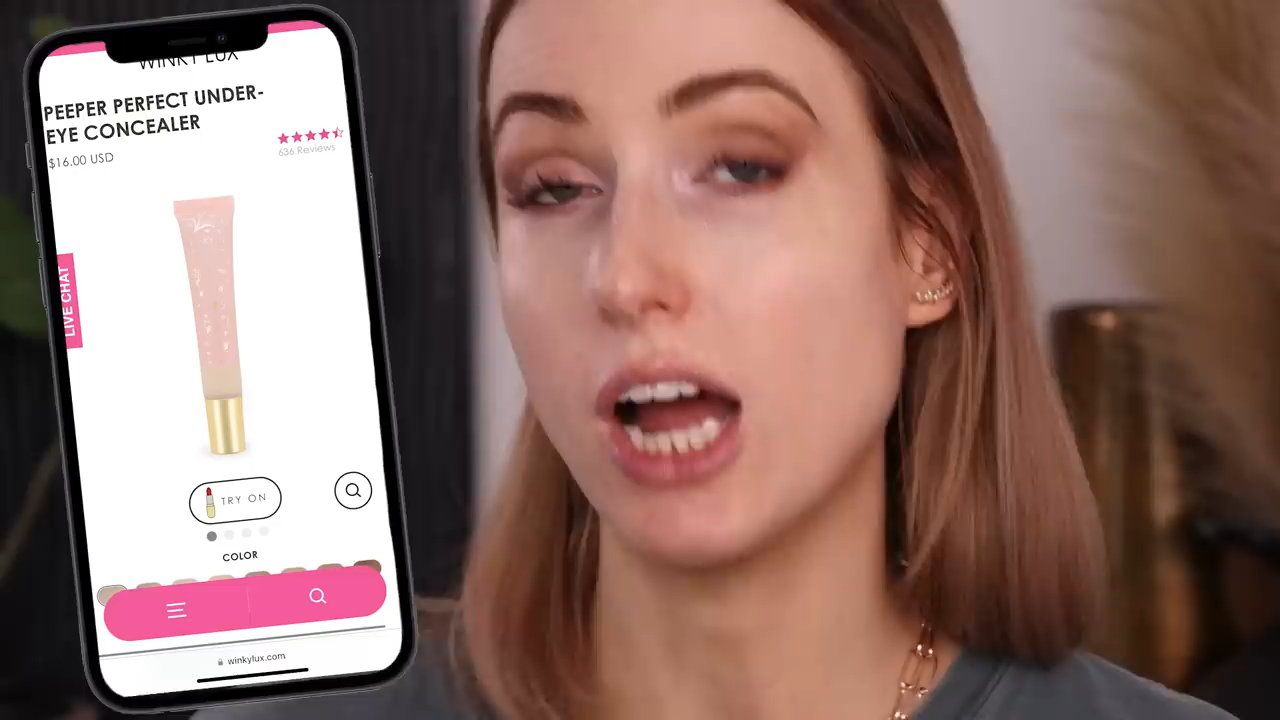 WINKY LUX
PEEPER PERFECT UNDER-
EYE CONCEALER
$16.00 USD
636 Reviews
LIVE CHAT
TRY ON
COLOR
winkylux.com